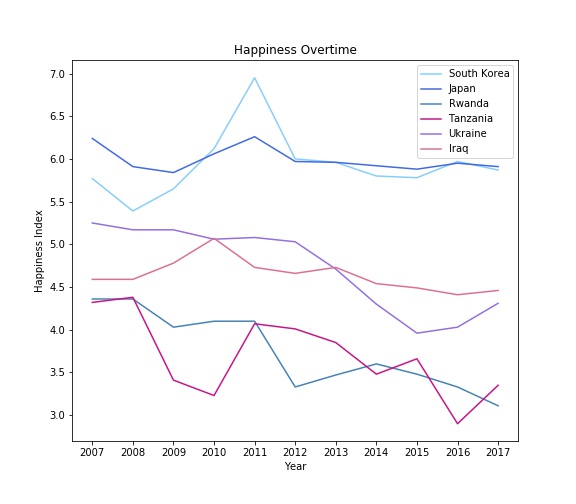 Happiness Overtime
South Korea
Japan
Rwanda
Tanzania
Ukraine
Iraq
7.0
6.5
6.0
5.5
5.0
4.5
4.0
3.5
3.0
Happiness Index
2007 2008 2009 2010 2011 2012 2013 2014 2015 2016 2017
Year